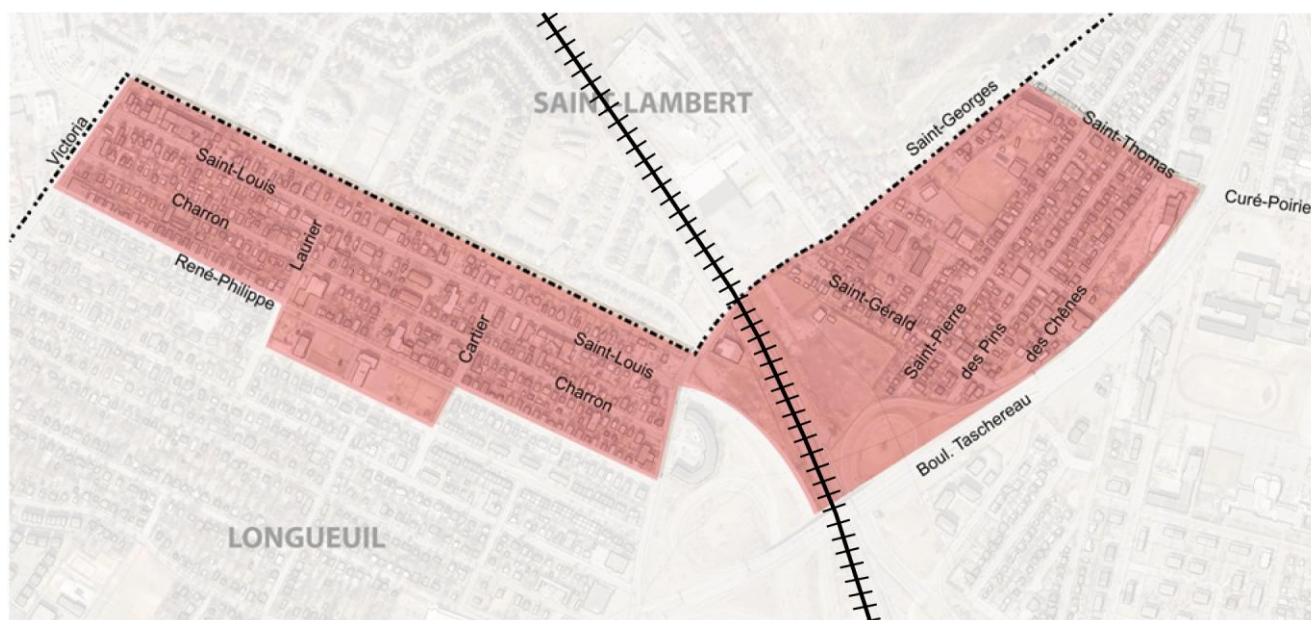 SAINT-LAMBERT
Victoria
Saint-Georges
Saint-Thomas
Curé-Poirie
Saint-Louis
Charron
Laurier
René-Philippe
Cartier
Saint-Louis
Charron
Saint-Gérald
Saint-Pierre
des Pins
des Chênes
Boul. Taschereau
LONGUEUIL